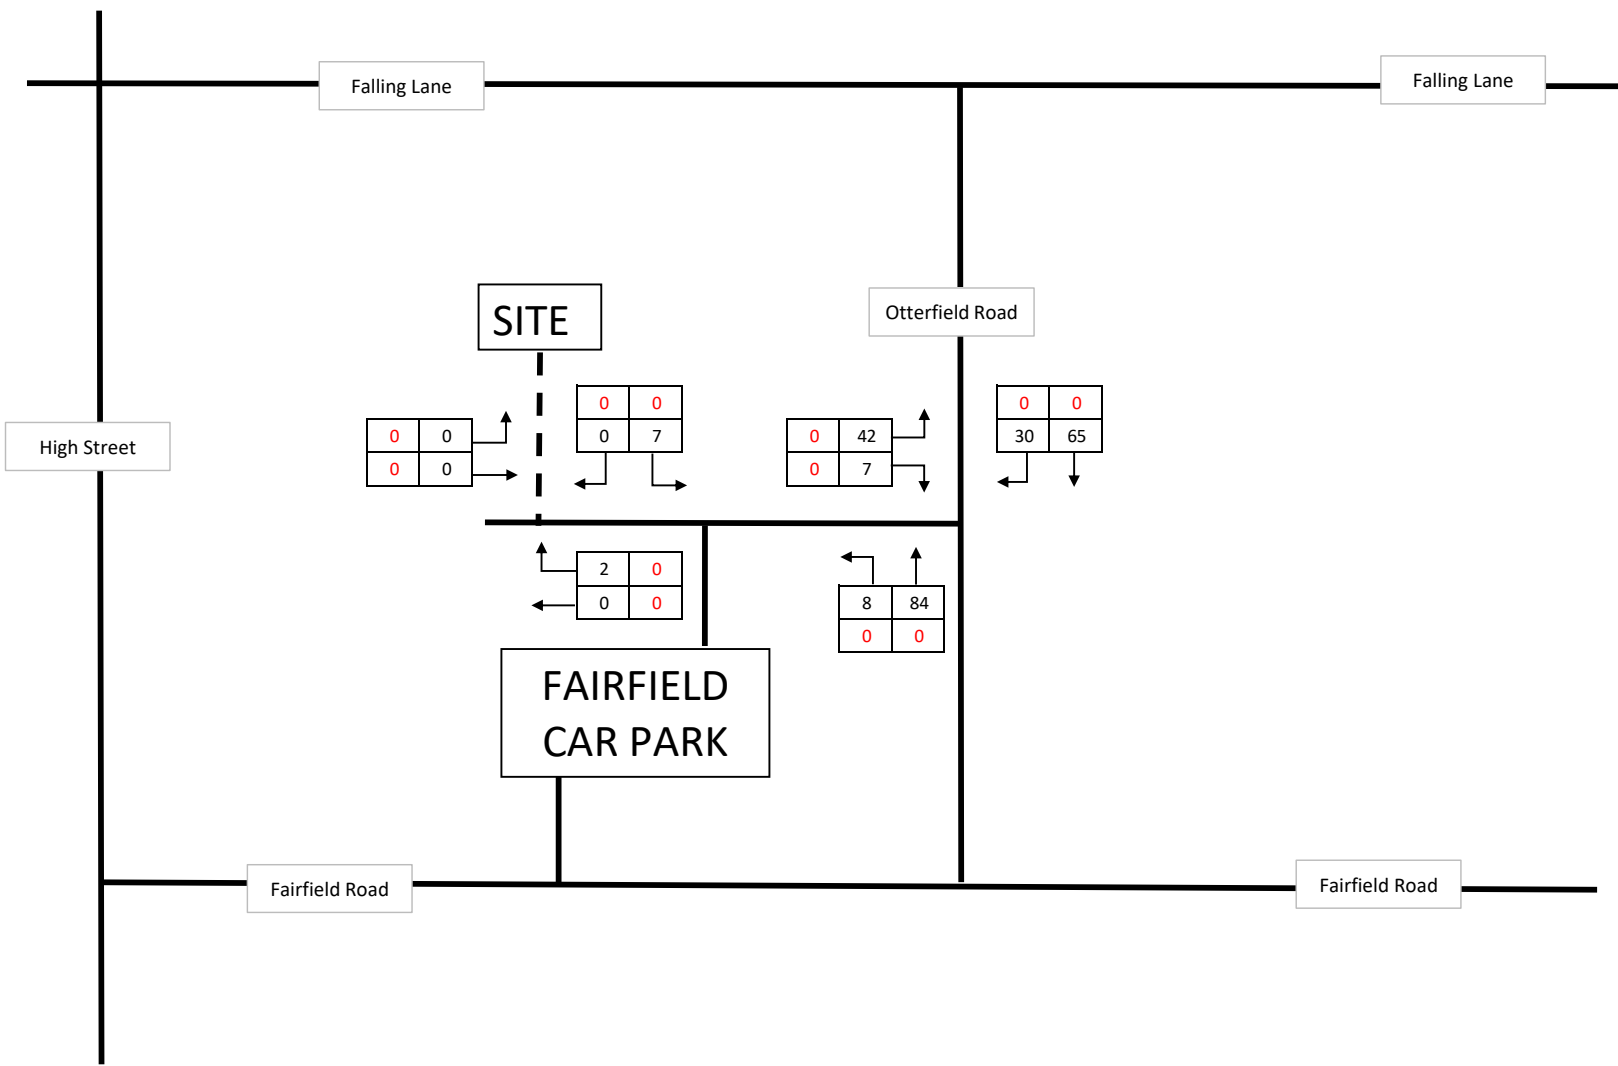 Falling Lane
Falling Lane
SITE
Otterfield Road
High Street
0 0
0 7
0 0
0 0
0 42
0 7
0 0
30 65
2 0
0 0
8 84
0 0
FAIRFIELD
CAR PARK
Fairfield Road
Fairfield Road